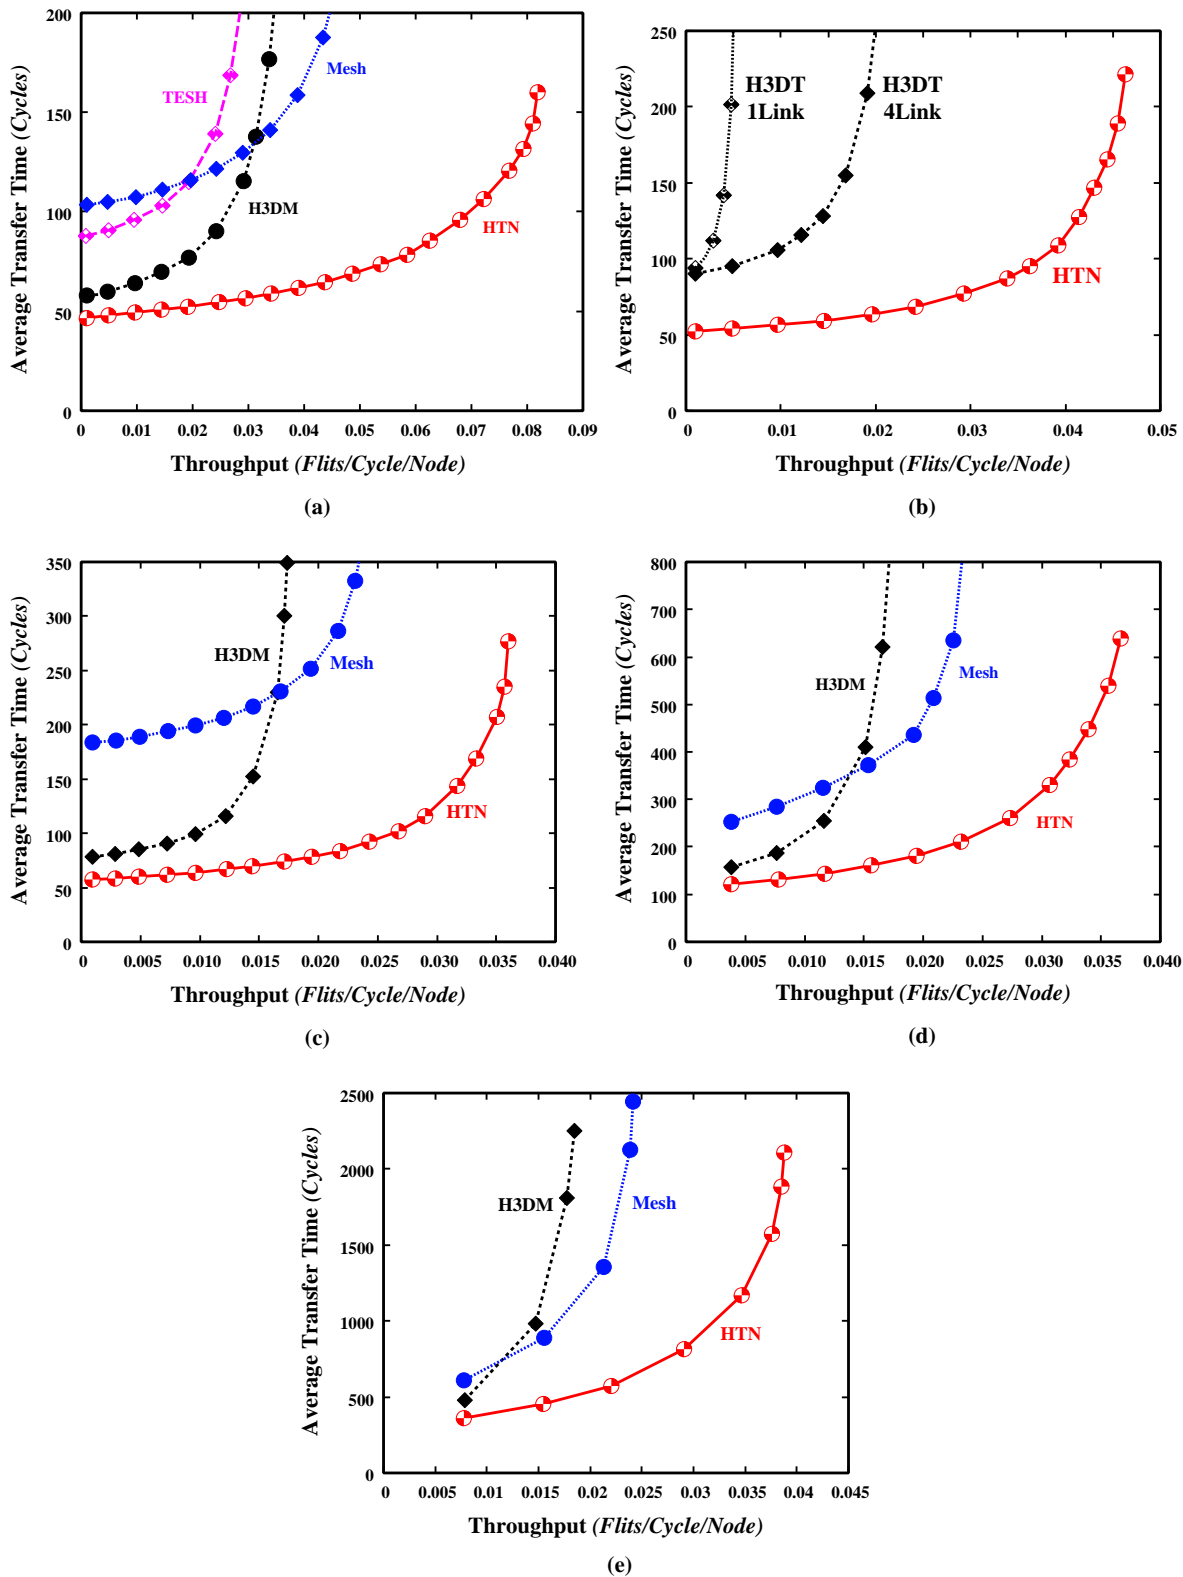 200
150
100
50
0
Average Transfer Time (Cycles)
TESH
Mesh
H3DM
HTN
0 0.01 0.02 0.03 0.04 0.05 0.06 0.07 0.08 0.09
Throughput (Flits/Cycle/Node)
(a)
250
200
150
100
50
0
Average Transfer Time (Cycles)
H3DT
1Link
H3DT
4Link
HTN
0 0.01 0.02 0.03 0.04 0.05
Throughput (Flits/Cycle/Node)
(b)
350
300
250
200
150
100
50
0
Average Transfer Time (Cycles)
H3DM
Mesh
HTN
0 0.005 0.010 0.015 0.020 0.025 0.030 0.035 0.040
Throughput (Flits/Cycle/Node)
(c)
800
700
600
500
400
300
200
100
0
Average Transfer Time (Cycles)
H3DM
Mesh
HTN
0 0.005 0.010 0.015 0.020 0.025 0.030 0.035 0.040
Throughput (Flits/Cycle/Node)
(d)
2500
2000
1500
1000
500
0
Average Transfer Time (Cycles)
H3DM
Mesh
HTN
0 0.005 0.01 0.015 0.02 0.025 0.03 0.035 0.04 0.045
Throughput (Flits/Cycle/Node)
(e)